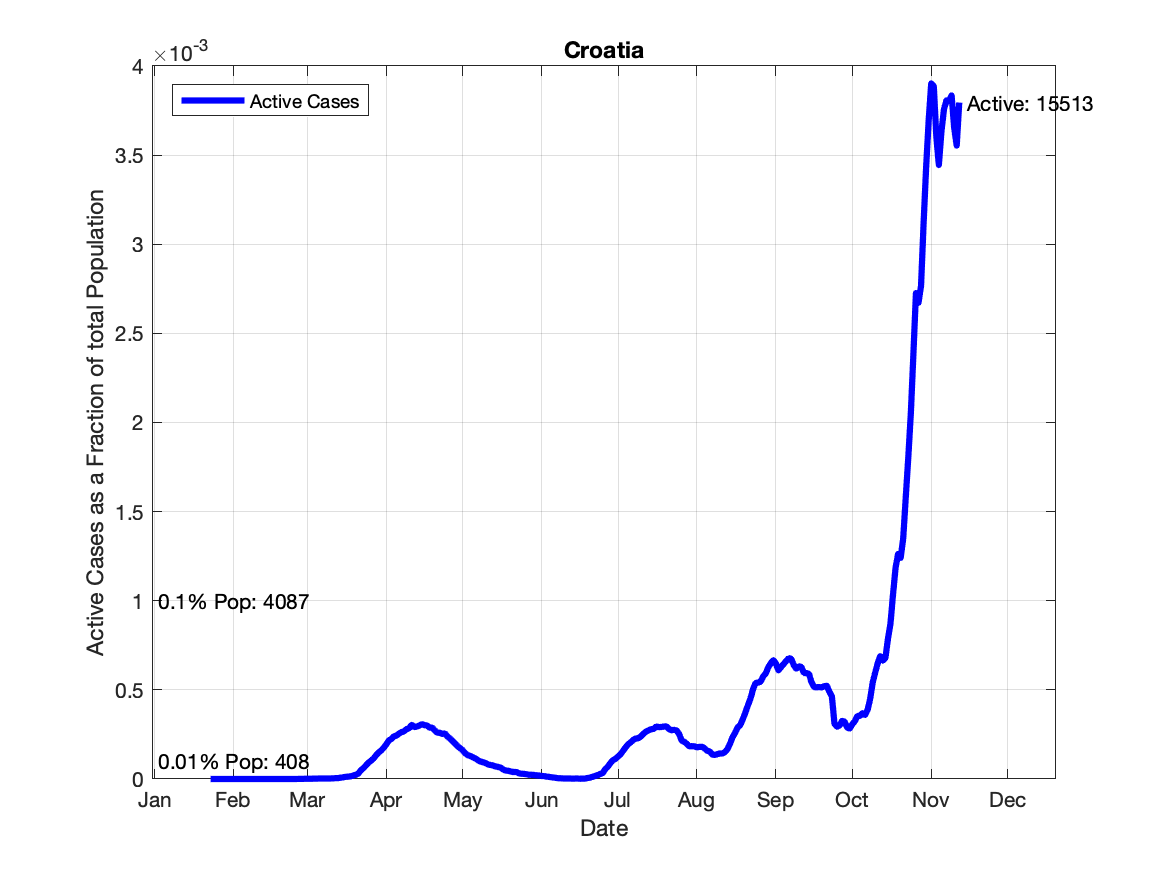 Croatia
×10⁻³
Active Cases
Active: 15513
4
3.5
3
2.5
2
1.5
1
0.5
0
0.1% Pop: 4087
0.01% Pop: 408
Active Cases as a Fraction of total Population
Jan Feb Mar Apr May Jun Jul Aug Sep Oct Nov Dec
Date